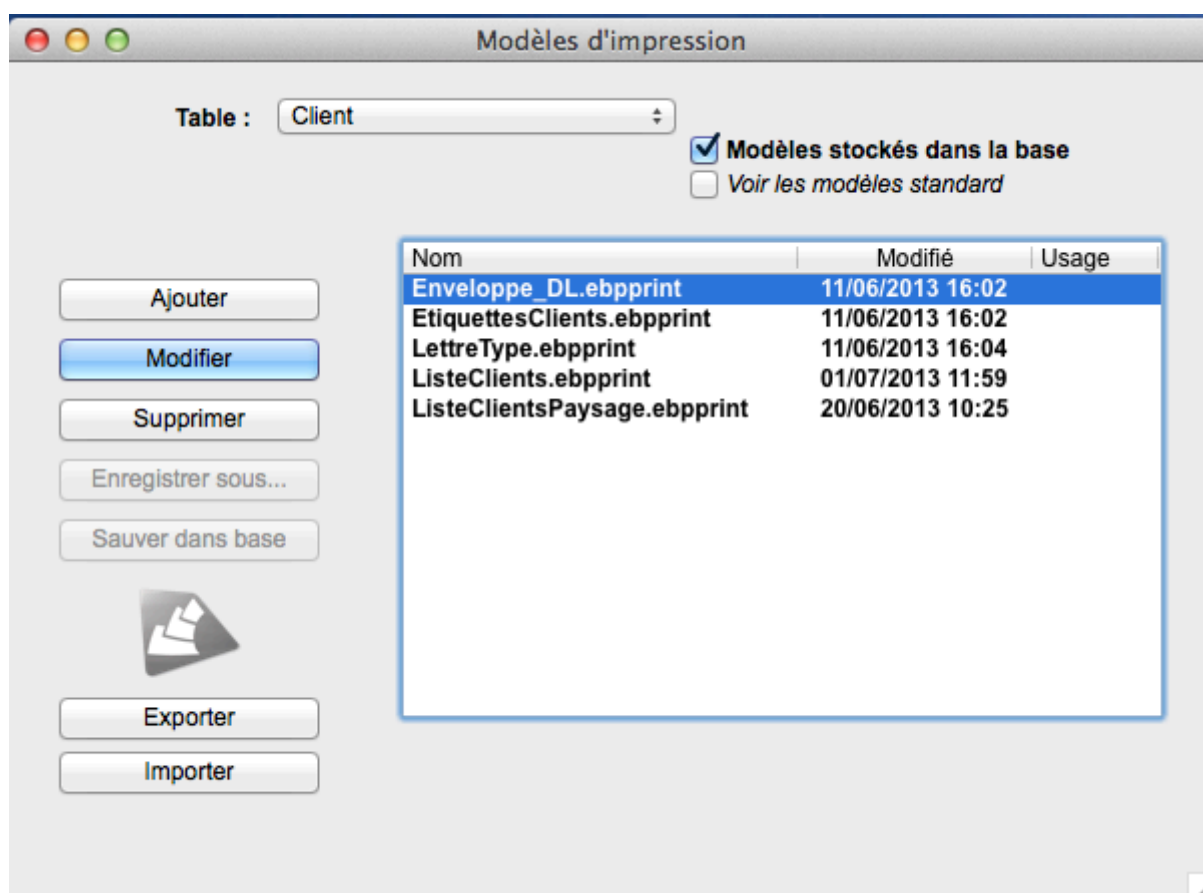 Modèles d'impression
Table : Client
Modèles stockés dans la base
Voir les modèles standard
Nom Modifié Usage
Enveloppe_DL.ebpprint 11/06/2013 16:02
EtiquettesClients.ebpprint 11/06/2013 16:02
LettreType.ebpprint 11/06/2013 16:04
ListeClients.ebpprint 01/07/2013 11:59
ListeClientsPaysage.ebpprint 20/06/2013 10:25
Ajouter
Modifier
Supprimer
Enregistrer sous...
Sauver dans base
Exporter
Importer